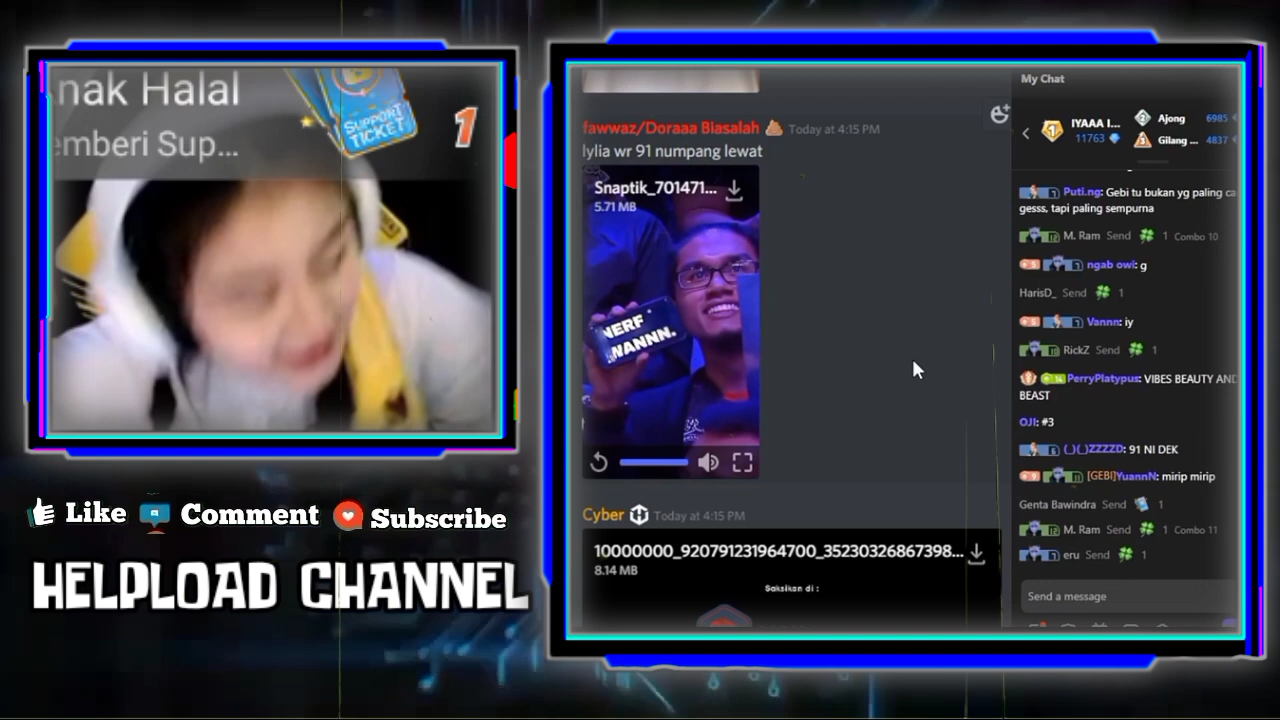 nak Halal
emberi Sup...
SUPPORT
TICKET
1
Like
Comment
Subscribe
HELPLOAD CHANNEL
fawwaz/Doraaa Biasalah
Today at 4:15 PM
lylia wr 91 numpang lewat
Snaptik_701471...
5.71 MB
NERF
WANNN.
Cyber
Today at 4:15 PM
10000000_920791231964700_35230326867398...
8.14 MB
Saksikan di :
My Chat
IYAAA I...
11763
Ajong
6985
Gilang ...
4837
Puti.ng: Gebi tu bukan yg paling ca
gesss, tapi paling sempurna
M. Ram Send 1 Combo 10
ngab owi: g
HarisD_ Send 1
Vannn: iy
RickZ Send 1
PerryPlatypus: VIBES BEAUTY AND
BEAST
OJI: #3
(_)(_)ZZZZD: 91 NI DEK
[GEBI]YuannN: mirip mirip
Genta Bawindra Send 1
M. Ram Send 1 Combo 11
eru Send 1
Send a message